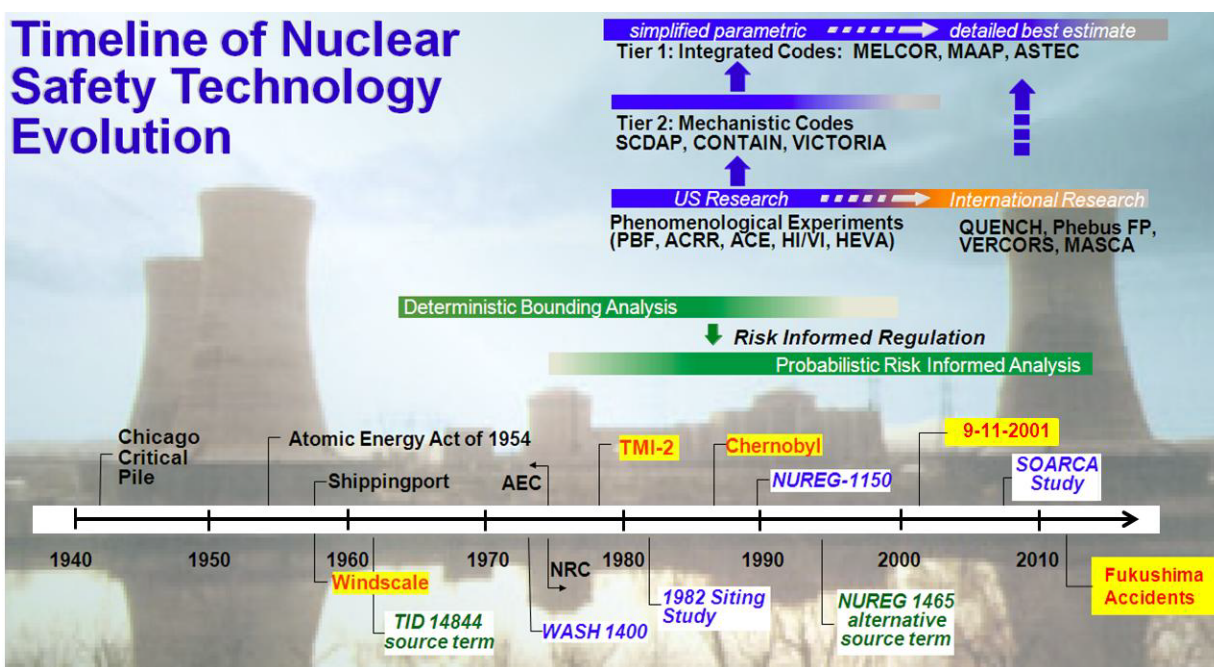 Timeline of Nuclear
Safety Technology
Evolution
simplified parametric
detailed best estimate
Tier 1: Integrated Codes: MELCOR, MAAP, ASTEC
Tier 2: Mechanistic Codes
SCDAP, CONTAIN, VICTORIA
US Research
International Research
Phenomenological Experiments
(PBF, ACRR, ACE, HI/VI, HEVA)
QUENCH, Phebus FP,
VERCORS, MASCA
Deterministic Bounding Analysis
Risk Informed Regulation
Probabilistic Risk Informed Analysis
Chicago
Critical
Pile
Atomic Energy Act of 1954
Shippingport
AEC
TMI-2
Chernobyl
NUREG-1150
9-11-2001
SOARCA
Study
1940
1950
1960
1970
1980
1990
2000
2010
Windscale
TID 14844
source term
WASH 1400
NRC
1982 Siting
Study
NUREG 1465
alternative
source term
Fukushima
Accidents